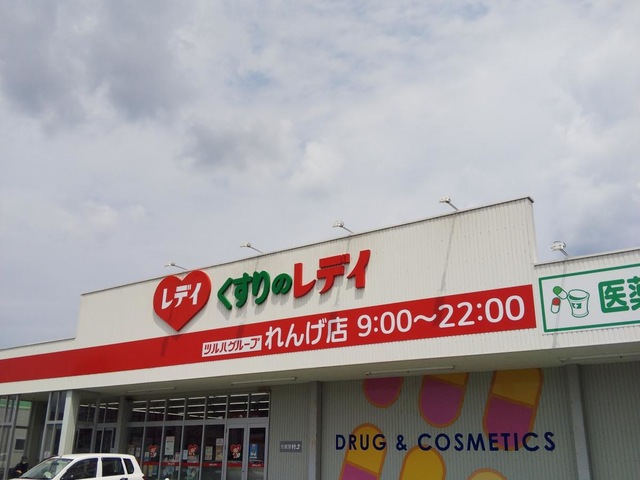 レデイ
くすりのレデイ
ツルハグループ れんげ店 9:00～22:00
医薬
DRUG & COSMETICS